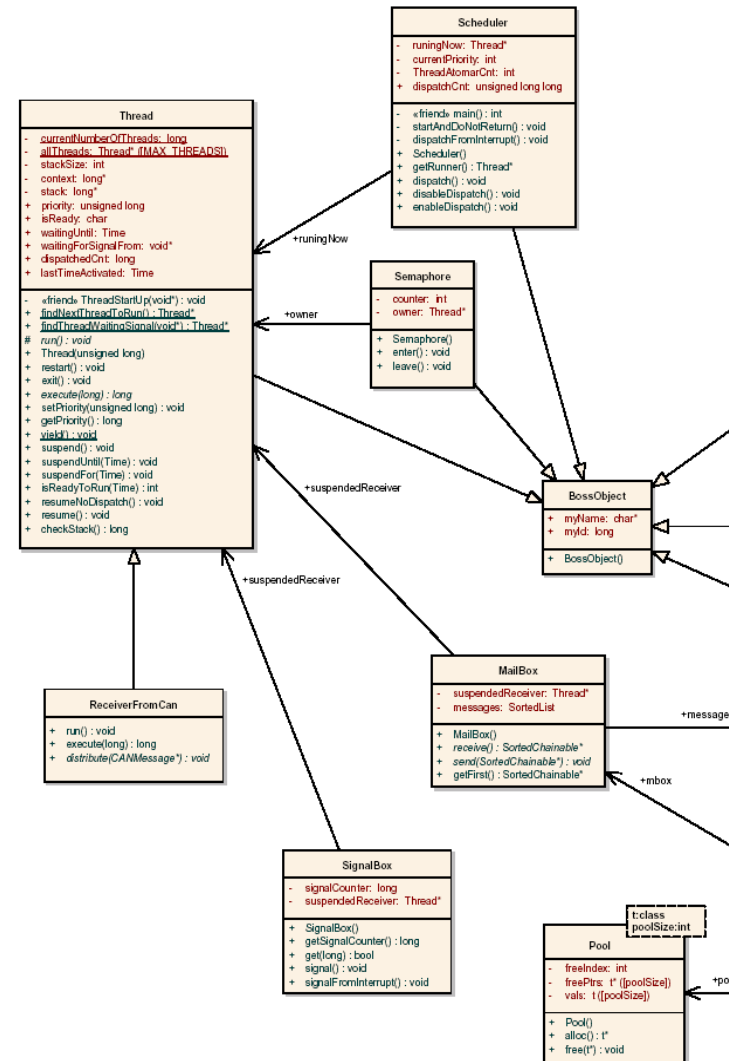 Scheduler
- runingNow: Thread*
- currentPriority: int
- ThreadAtomarCnt: int
+ dispatchCnt: unsigned long long
- «friend» main() : int
- startAndDoNotReturn() : void
- dispatchFromInterrupt() : void
+ Scheduler()
+ getRunner() : Thread*
+ dispatch() : void
+ disableDispatch() : void
+ enableDispatch() : void
Thread
- currentNumberOfThreads: long
- allThreads: Thread* ([MAX_THREADS])
- stackSize: int
- context: long*
- stack: long*
+ priority: unsigned long
+ isReady: char
+ waitingUntil: Time
+ waitingForSignalFrom: void*
+ dispatchedCnt: long
+ lastTimeActivated: Time
- «friend» ThreadStartUp(void*) : void
+ findNextThreadToRun() : Thread*
+ findThreadWaitingSignal(void*) : Thread*
# run() : void
+ Thread(unsigned long)
+ restart() : void
+ exit() : void
+ execute(long) : long
+ setPriority(unsigned long) : void
+ getPriority() : long
+ yield() : void
+ suspend() : void
+ suspendUntil(Time) : void
+ suspendFor(Time) : void
+ isReadyToRun(Time) : int
+ resumeNoDispatch() : void
+ resume() : void
+ checkStack() : long
+runingNow
Semaphore
- counter: int
- owner: Thread*
+ Semaphore()
+ enter() : void
+ leave() : void
+owner
+suspendedReceiver
BossObject
+ myName: char*
+ myId: long
+ BossObject()
+suspendedReceiver
MailBox
- suspendedReceiver: Thread*
- messages: SortedList
+ MailBox()
+ receive() : SortedChainable*
+ send(SortedChainable*) : void
+ getFirst() : SortedChainable*
+message
+mbox
ReceiverFromCan
+ run() : void
+ execute(long) : long
+ distribute(CANMessage*) : void
SignalBox
- signalCounter: long
- suspendedReceiver: Thread*
+ SignalBox()
+ getSignalCounter() : long
+ get(long) : bool
+ signal() : void
+ signalFromInterrupt() : void
t:class
poolSize:int
Pool
- freeIndex: int
- freePtrs: t* ([poolSize])
- vals: t ([poolSize])
+ Pool()
+ alloc() : t*
+ free(t*) : void
+po